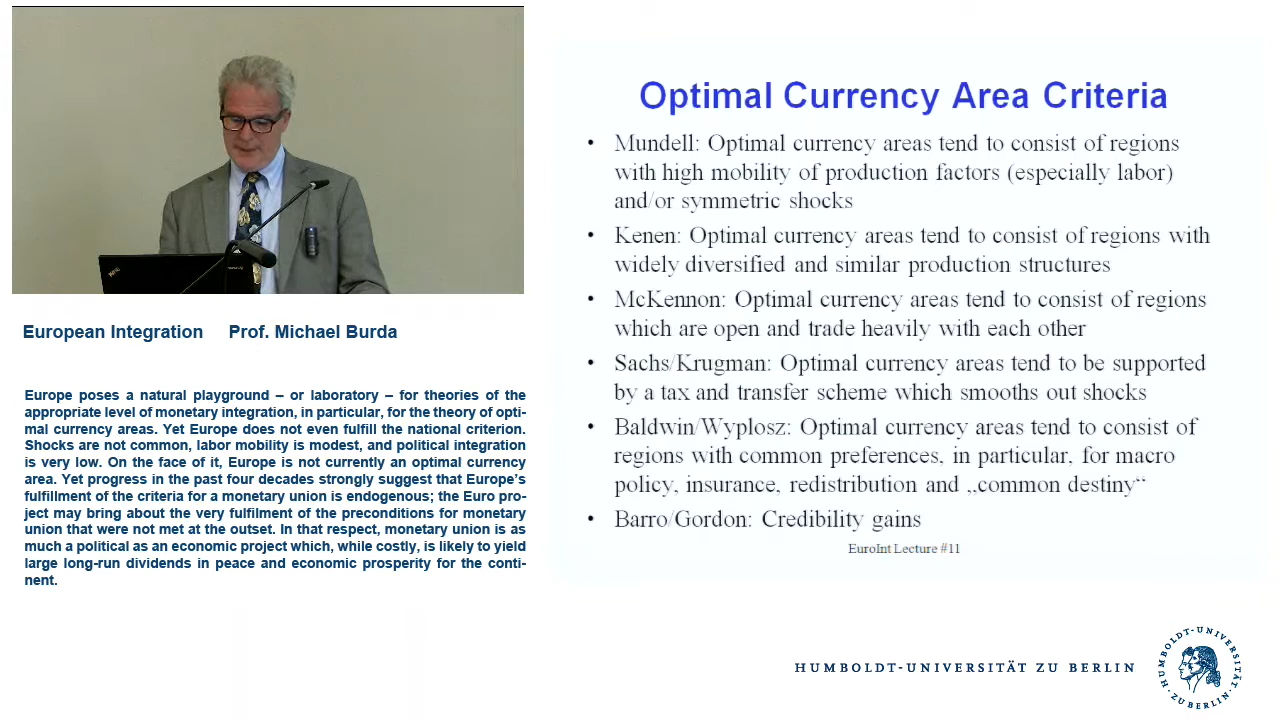 European Integration Prof. Michael Burda
Europe poses a natural playground – or laboratory – for theories of the
appropriate level of monetary integration, in particular, for the theory of opti-
mal currency areas. Yet Europe does not even fulfill the national criterion.
Shocks are not common, labor mobility is modest, and political integration
is very low. On the face of it, Europe is not currently an optimal currency
area. Yet progress in the past four decades strongly suggest that Europe's
fulfillment of the criteria for a monetary union is endogenous; the Euro pro-
ject may bring about the very fulfilment of the preconditions for monetary
union that were not met at the outset. In that respect, monetary union is as
much a political as an economic project which, while costly, is likely to yield
large long-run dividends in peace and economic prosperity for the conti-
nent.
Optimal Currency Area Criteria
• Mundell: Optimal currency areas tend to consist of regions
with high mobility of production factors (especially labor)
and/or symmetric shocks
• Kenen: Optimal currency areas tend to consist of regions with
widely diversified and similar production structures
• McKennon: Optimal currency areas tend to consist of regions
which are open and trade heavily with each other
• Sachs/Krugman: Optimal currency areas tend to be supported
by a tax and transfer scheme which smooths out shocks
• Baldwin/Wyplosz: Optimal currency areas tend to consist of
regions with common preferences, in particular, for macro
policy, insurance, redistribution and „common destiny“
• Barro/Gordon: Credibility gains
EuroInt Lecture #11
HUMBOLDT-UNIVERSITÄT ZU BERLIN
HUMBOLDT-UNIVERSITÄT
ZU BERLIN